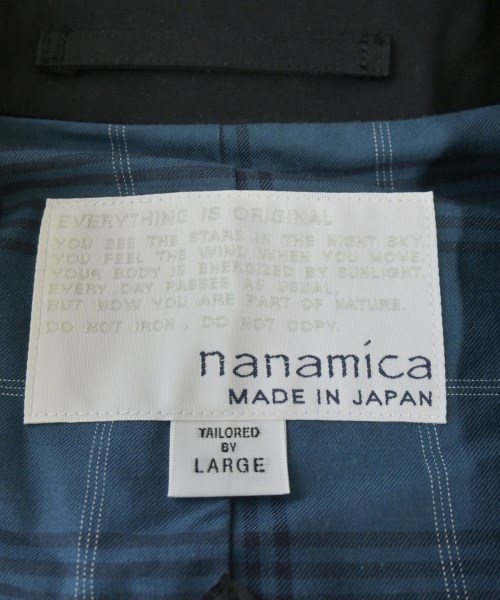 EVERYTHING IS ORIGINAL
YOU SEE THE STARS IN THE NIGHT SKY.
YOU FEEL THE WIND WHEN YOU MOVE.
YOUR BODY IS ENERGIZED BY SUNLIGHT.
EVERY DAY PASSES AS USUAL,
BUT NOW YOU ARE PART OF NATURE.
DO NOT IRON, DO NOT COPY.
nanamica
MADE IN JAPAN
TAILORED
BY
LARGE